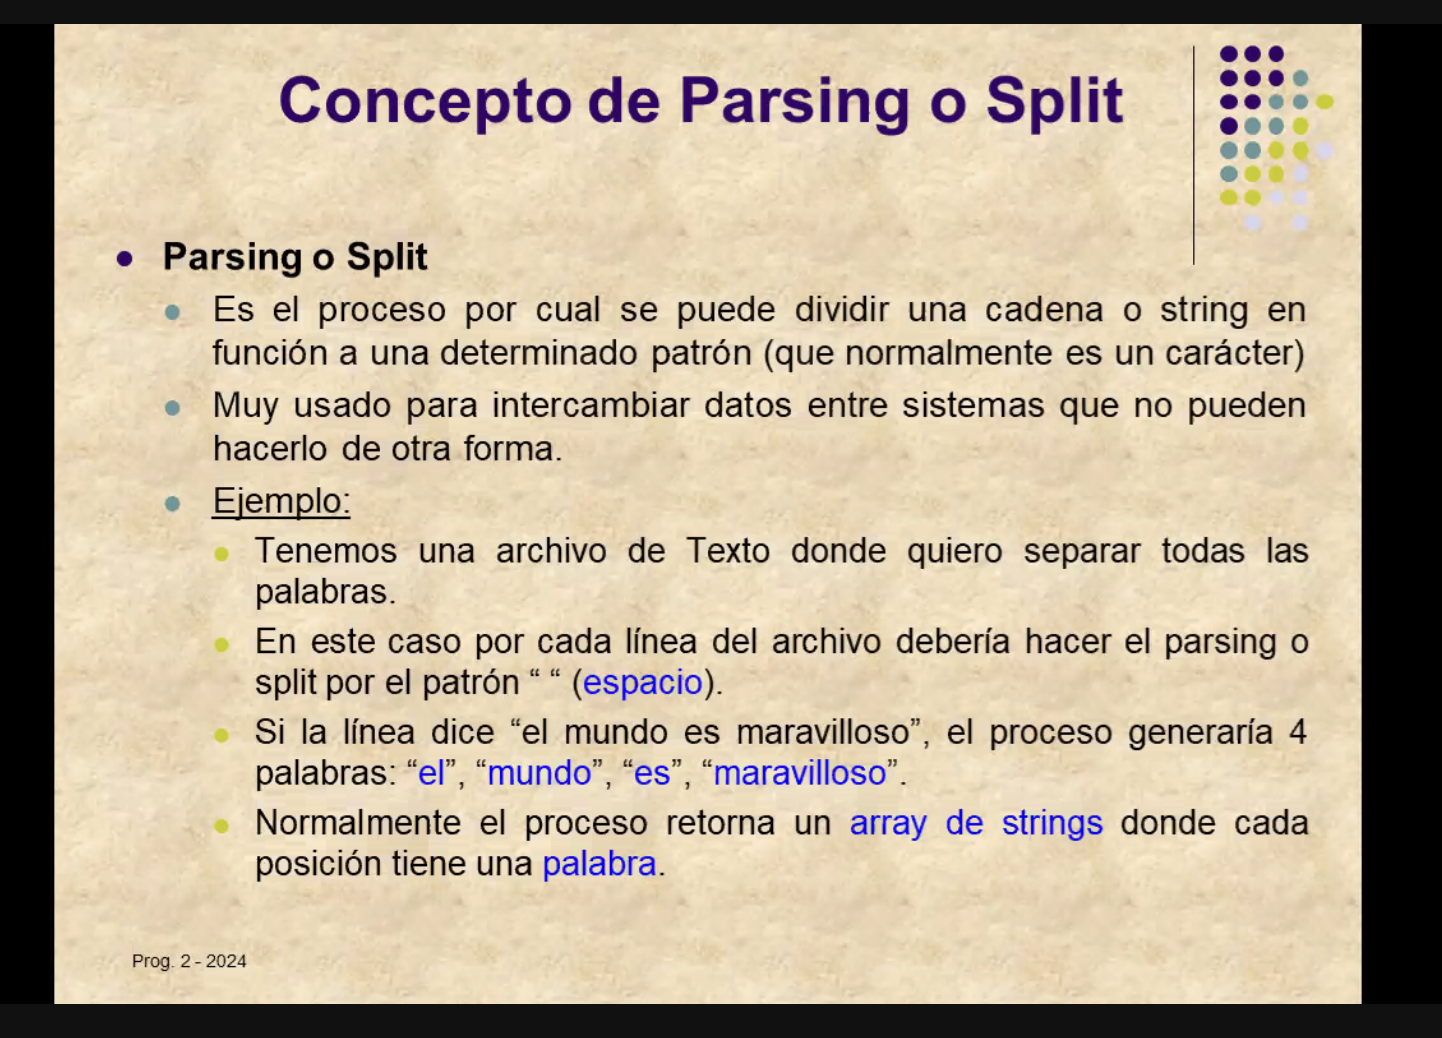 Concepto de Parsing o Split
Parsing o Split
Es el proceso por cual se puede dividir una cadena o string en
función a una determinado patrón (que normalmente es un carácter)
Muy usado para intercambiar datos entre sistemas que no pueden
hacerlo de otra forma.
Ejemplo:
Tenemos una archivo de Texto donde quiero separar todas las
palabras.
En este caso por cada línea del archivo debería hacer el parsing o
split por el patrón “ “ (espacio).
Si la línea dice “el mundo es maravilloso”, el proceso generaría 4
palabras: “el”, “mundo”, “es”, “maravilloso”.
Normalmente el proceso retorna un array de strings donde cada
posición tiene una palabra.
Prog. 2 - 2024